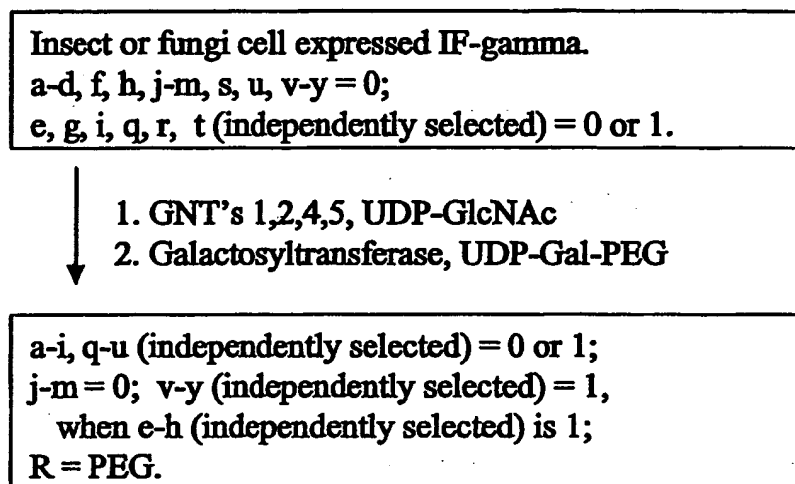 Insect or fungi cell expressed IF-gamma.
a-d, f, h, j-m, s, u, v-y = 0;
e, g, i, q, r, t (independently selected) = 0 or 1.
1. GNT's 1,2,4,5, UDP-GlcNAc
2. Galactosyltransferase, UDP-Gal-PEG
a-i, q-u (independently selected) = 0 or 1;
j-m = 0; v-y (independently selected) = 1,
when e-h (independently selected) is 1;
R = PEG.